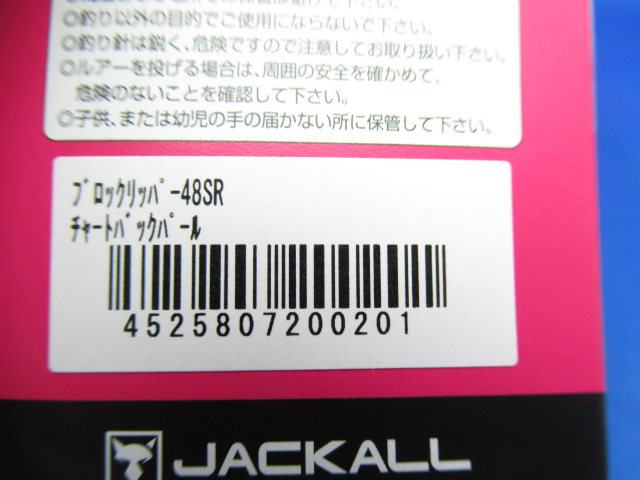 ◎釣り以外の目的でご使用にならないで下さい。
◎釣り針は鋭く、危険ですので注意してお取り扱い下さい。
◎ルアーを投げる場合は、周囲の安全を確かめて、
危険のないことを確認して下さい。
◎子供、または幼児の手の届かない所に保管して下さい。
ﾌﾞﾛｯｸﾘｯﾊﾟｰ48SR
ﾁｬｰﾄﾊﾞｯｸﾊﾟｰﾙ
4525807200201
JACKALL